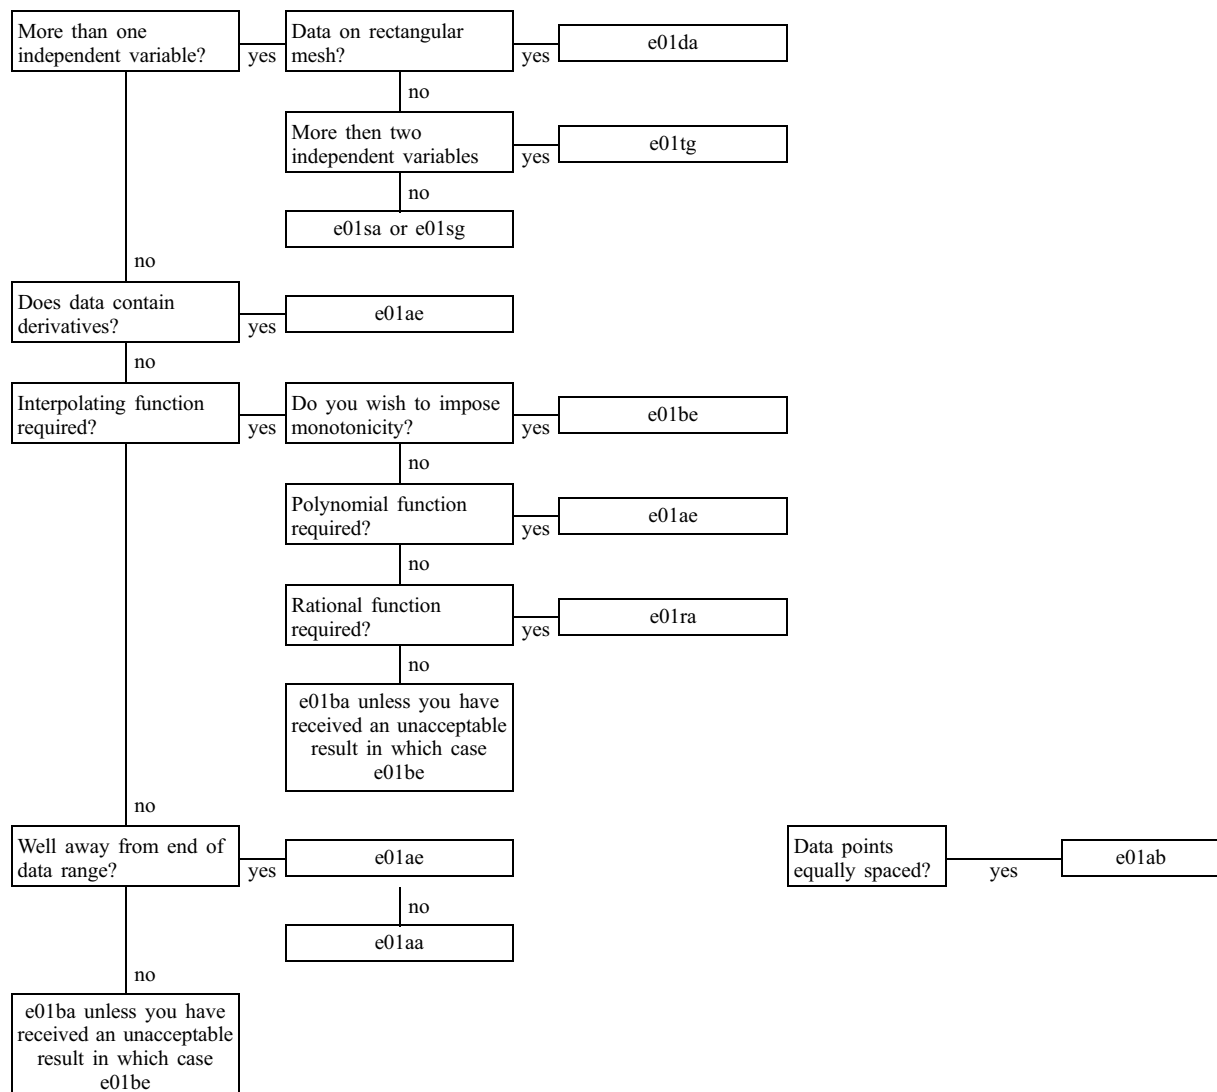 More than one
independent variable?
yes
Data on rectangular
mesh?
yes
e01da
no
More then two
independent variables
yes
e01tg
no
e01sa or e01sg
no
Does data contain
derivatives?
yes
e01ae
no
Interpolating function
required?
yes
Do you wish to impose
monotonicity?
yes
e01be
no
Polynomial function
required?
yes
e01ae
no
Rational function
required?
yes
e01ra
no
e01ba unless you have
received an unacceptable
result in which case
e01be
no
Well away from end of
data range?
yes
e01ae
Data points
equally spaced?
yes
e01ab
no
e01aa
no
e01ba unless you have
received an unacceptable
result in which case
e01be